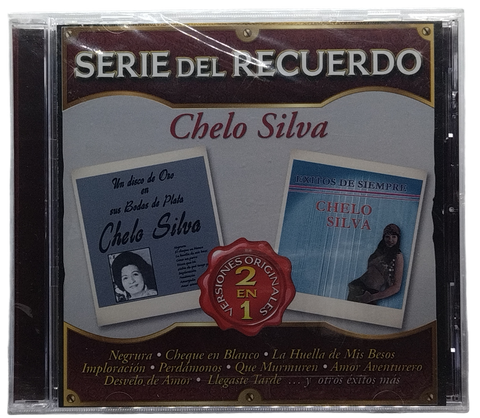 SERIE DEL RECUERDO
Chelo Silva
Un disco de Oro
en
sus Bodas de Plata
Chelo Silva
EXITOS DE SIEMPRE
CHELO
SILVA
VERSIONES ORIGINALES
2
EN
1
Negrura • Cheque en Blanco • La Huella de Mis Besos
Imploración • Perdámonos • Que Murmuren • Amor Aventurero
Desvelo de Amor • Llegaste Tarde ... y otros éxitos mas